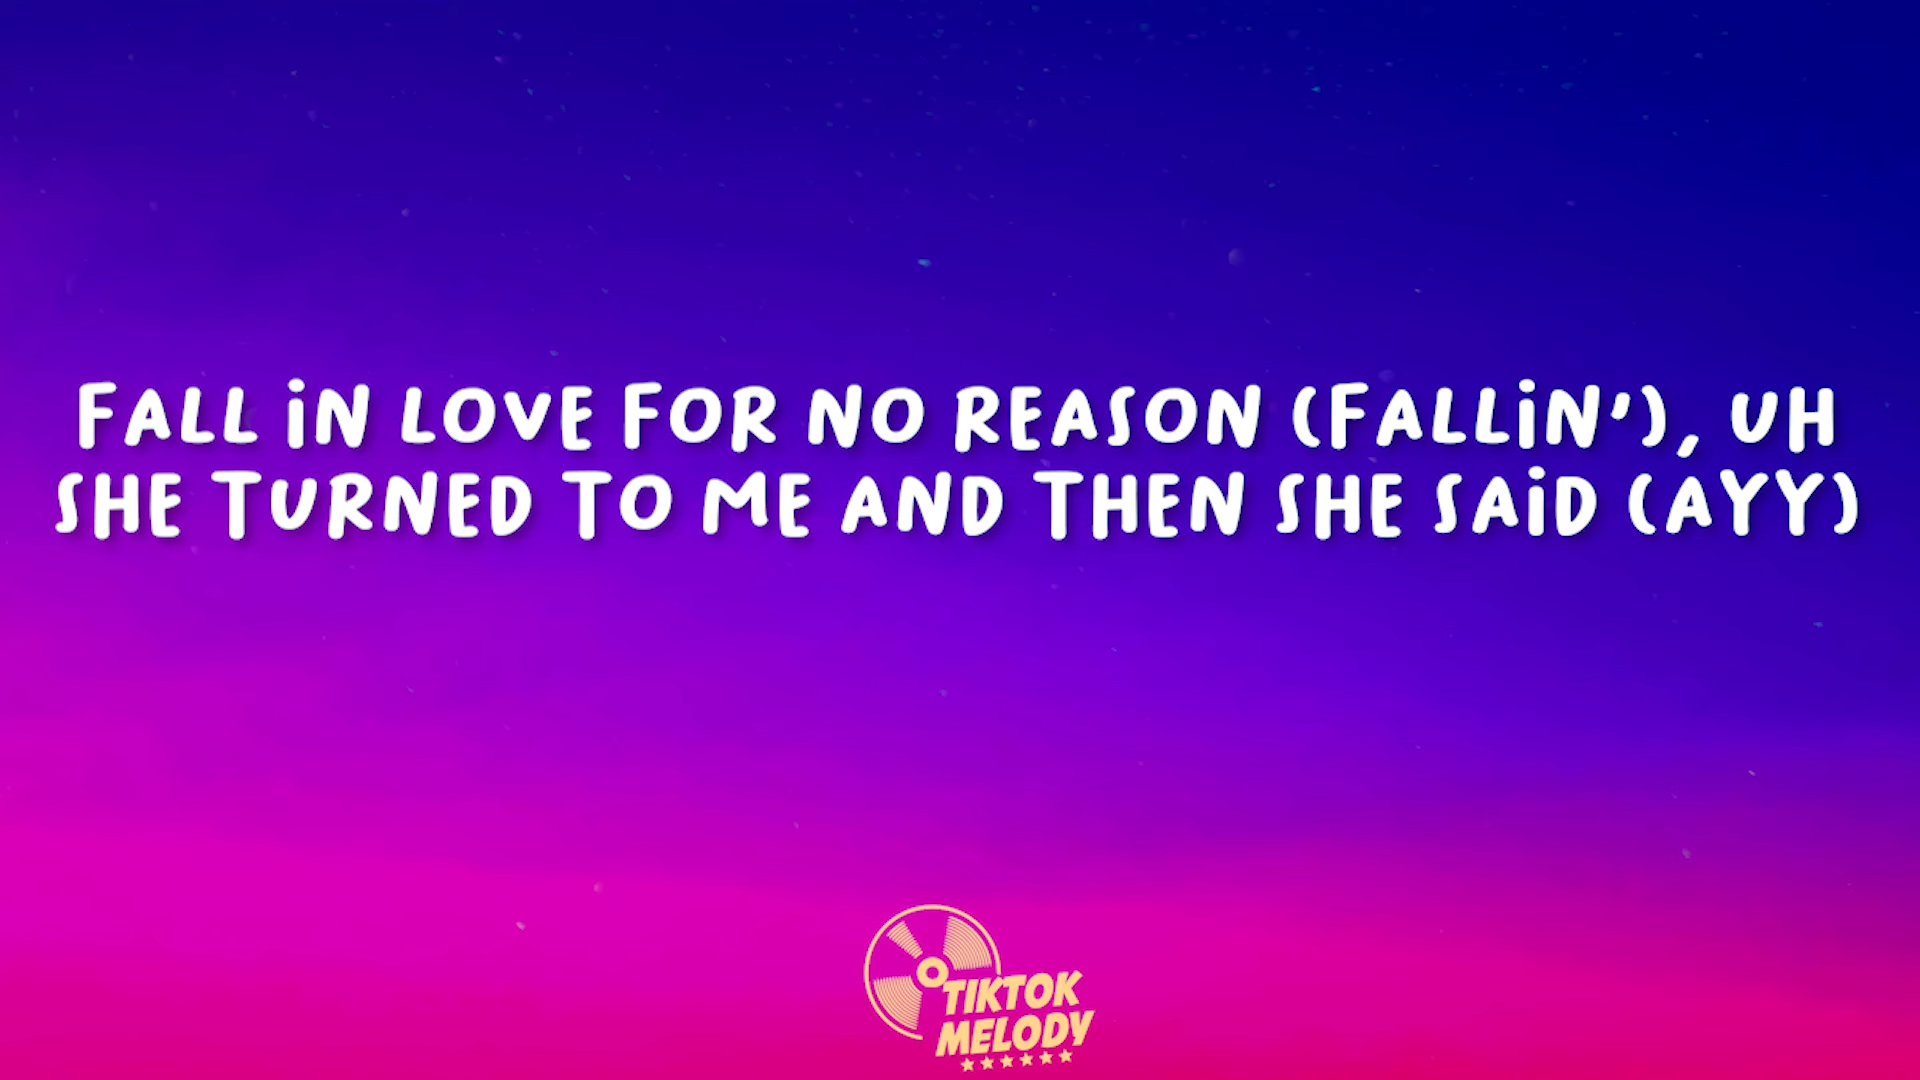 FALL iN LOVE FOR NO REASON (FALLiN'), UH
SHE TURNED TO ME AND THEN SHE SAiD (AYY)
TIKTOK
MELODY